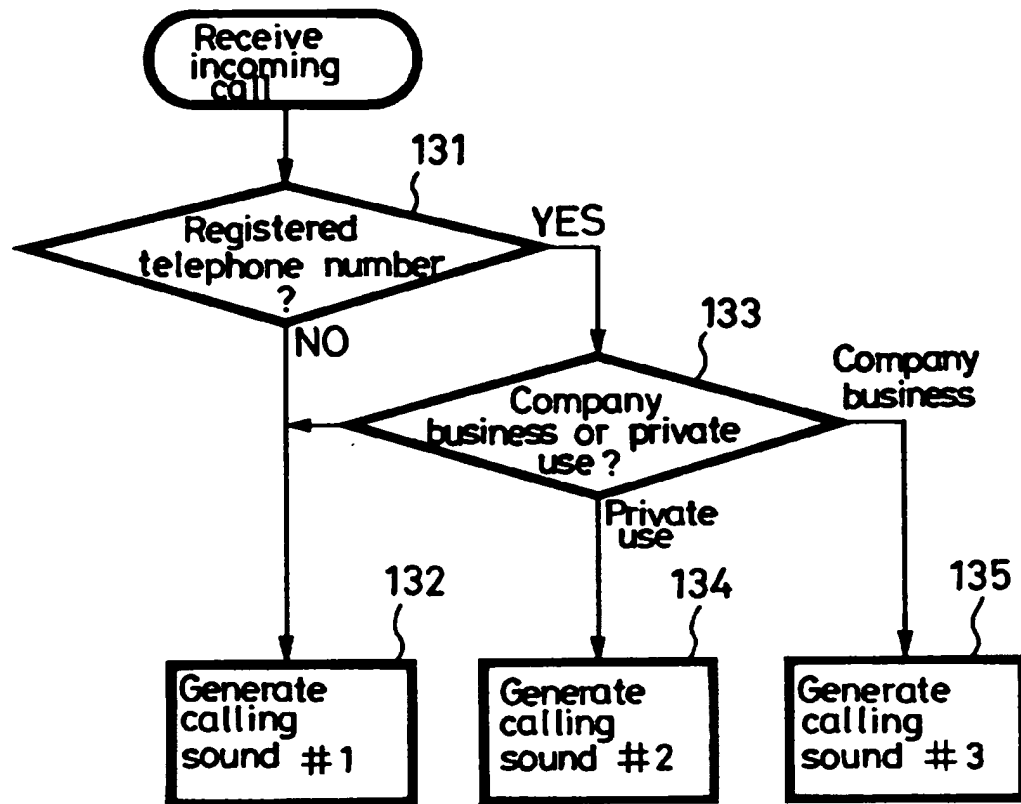 Receive
incoming
call
131
Registered
telephone number
?
YES
NO
133
Company
business or private
use?
Company
business
Private
use
132
Generate
calling
sound #1
134
Generate
calling
sound #2
135
Generate
calling
sound #3